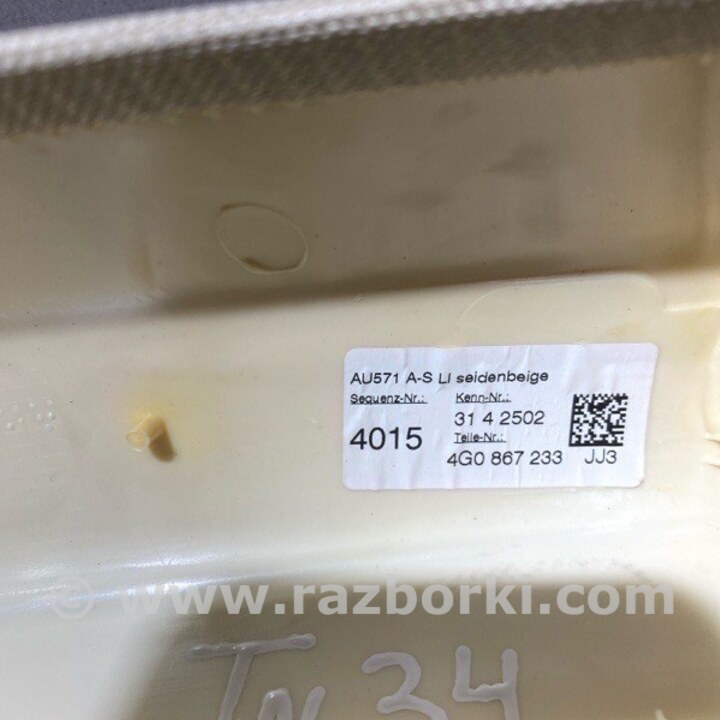 AU571 A-S LI seidenbeige
Sequenz-Nr.: Kenn-Nr.:
31 4 2502
4015
Teile-Nr.:
4G0 867 233 JJ3
© www.razborki.com
34